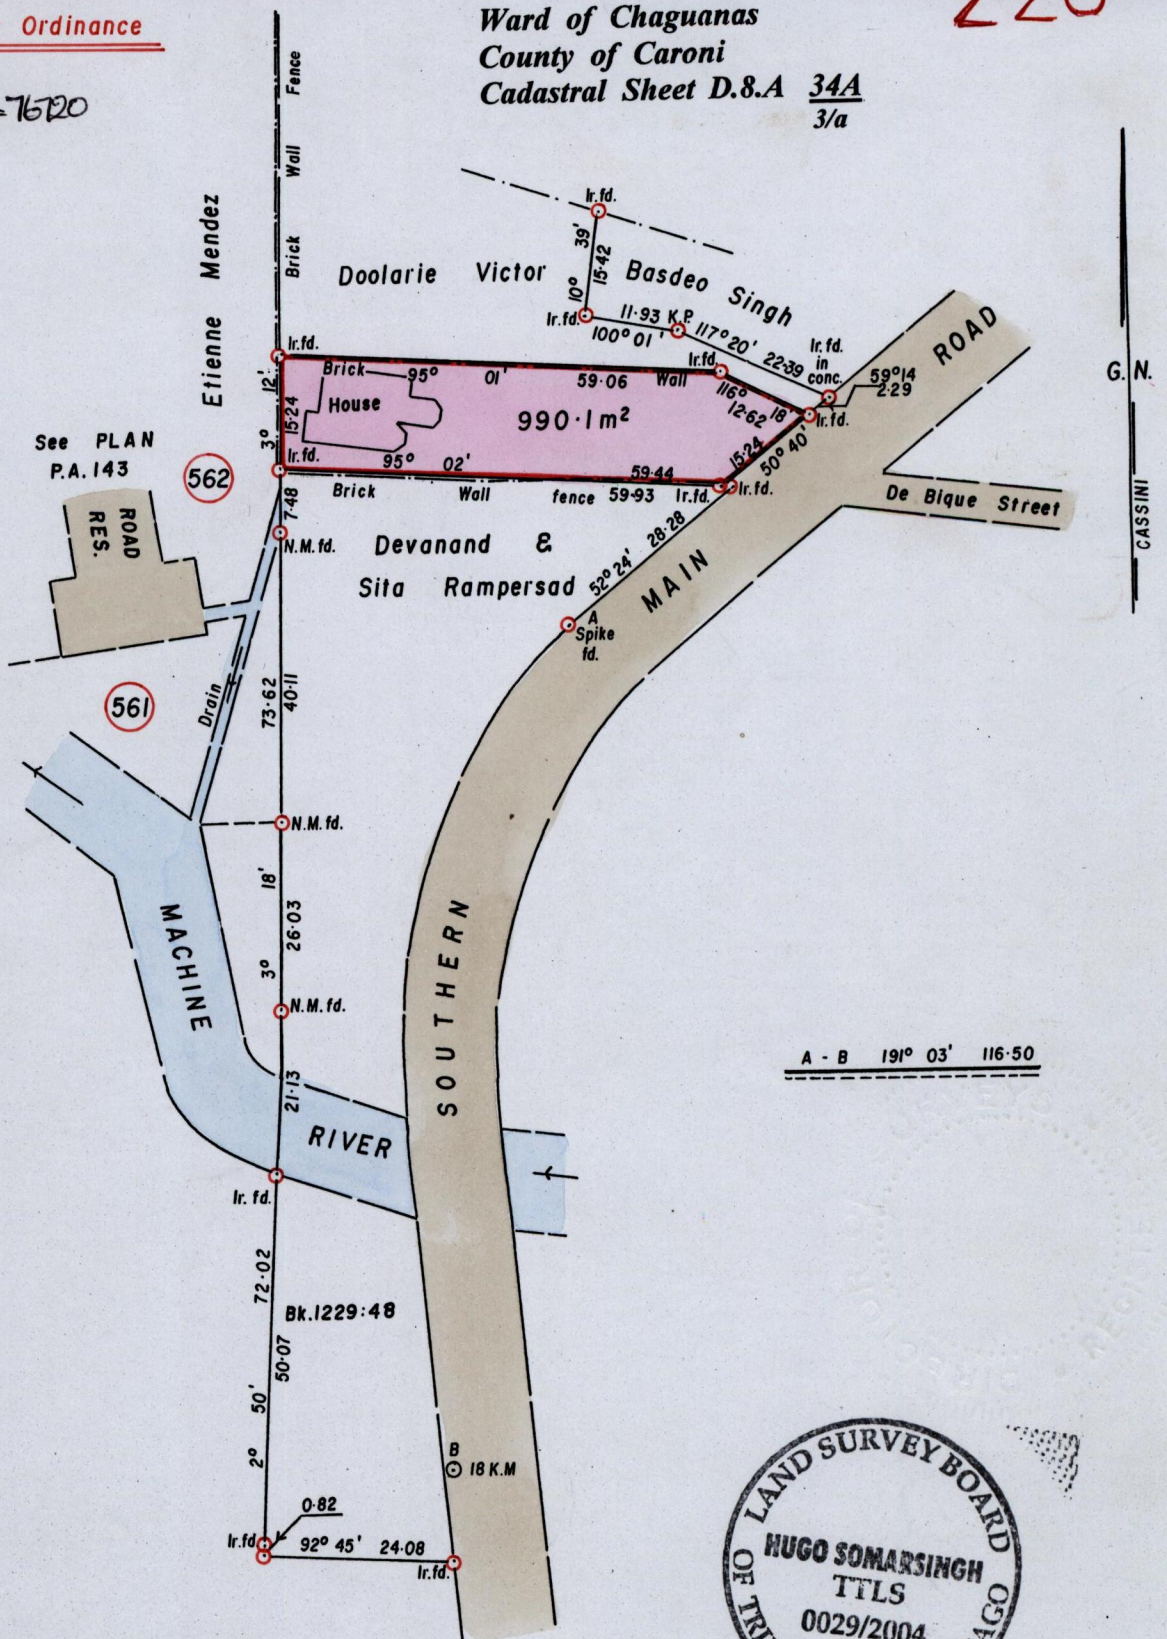 Ordinance
Ward of Chaguanas
County of Caroni
Cadastral Sheet D.8.A 34A
3/a
Brick Wall Fence
Etienne Mendez
Doolarie Victor
Basdeo Singh
Ir.fd.
10° 39'
15·42
Ir.fd.
11·93 K.P.
100° 01'
117° 20' 22·39
Ir. fd.
in
conc.
59° 14
2·29
ROAD
G. N.
CASSINI
Ir.fd.
Brick 95° 01' 59·06 Wall
Ir.fd.
116° 18
12·62
Ir.fd.
House
990·1 m²
3° 12'
15·24
15·24
50° 40'
Ir.fd.
95° 02' 59·44
Brick Wall fence 59·93 Ir.fd.
Ir.fd.
See PLAN
P.A. 143
562
ROAD
RES.
7·48
N.M.fd.
Devanand &
Sita Rampersad
52° 24' 28·28
MAIN
De Bique Street
A
Spike
fd.
561
Drain
73·62
40·11
N.M.fd.
3° 18'
26·03
N.M.fd.
MACHINE
SOUTHERN
A - B 191° 03' 116·50
21·13
RIVER
Ir. fd.
72·02
Bk.1229:48
50·07
2° 50'
B
18 K.M
0·82
Ir.fd.
92° 45' 24·08
Ir.fd.
LAND SURVEY BOARD
HUGO SOMARSINGH
TTLS
0029/2004